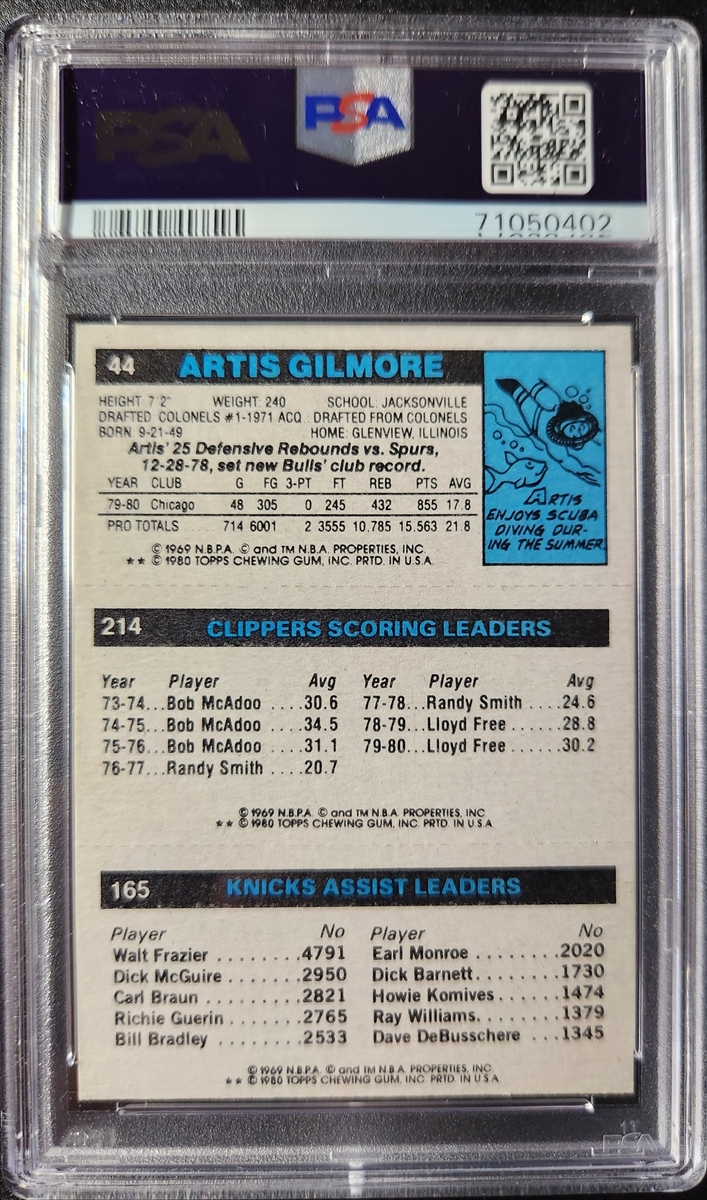 PSA
PSA
71050402
44 ARTIS GILMORE
HEIGHT: 7'2" WEIGHT: 240 SCHOOL: JACKSONVILLE
DRAFTED: COLONELS #1-1971 ACQ.: DRAFTED FROM COLONELS
BORN: 9-21-49 HOME: GLENVIEW, ILLINOIS
Artis' 25 Defensive Rebounds vs. Spurs,
12-28-78, set new Bulls' club record.
YEAR CLUB G FG 3-PT FT REB PTS AVG
79-80 Chicago 48 305 0 245 432 855 17.8
PRO TOTALS 714 6001 2 3555 10.785 15.563 21.8
© 1969 N.B.P.A. © and TM N.B.A. PROPERTIES, INC.
★★ © 1980 TOPPS CHEWING GUM, INC. PRTD. IN U.S.A.
ARTIS
ENJOYS SCUBA
DIVING DUR-
ING THE SUMMER.
214 CLIPPERS SCORING LEADERS
Year Player Avg Year Player Avg
73-74...Bob McAdoo ....30.6 77-78...Randy Smith ....24.6
74-75...Bob McAdoo ....34.5 78-79...Lloyd Free ......28.8
75-76...Bob McAdoo ....31.1 79-80...Lloyd Free ......30.2
76-77...Randy Smith ....20.7
© 1969 N.B.P.A. © and TM N.B.A. PROPERTIES, INC.
★★ © 1980 TOPPS CHEWING GUM, INC. PRTD. IN U.S.A.
165 KNICKS ASSIST LEADERS
Player No Player No
Walt Frazier ........4791 Earl Monroe ........2020
Dick McGuire .......2950 Dick Barnett........1730
Carl Braun .........2821 Howie Komives......1474
Richie Guerin .......2765 Ray Williams........1379
Bill Bradley ........2533 Dave DeBusschere ...1345
© 1969 N.B.P.A. © and TM N.B.A. PROPERTIES, INC.
★★ © 1980 TOPPS CHEWING GUM, INC. PRTD. IN U.S.A.
11
PSA